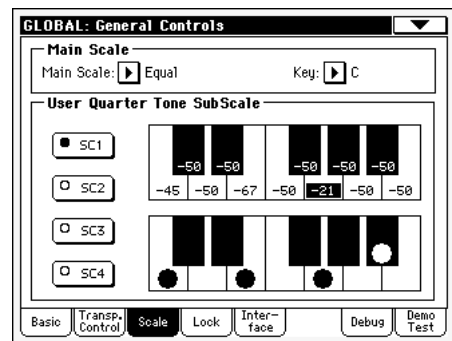 GLOBAL: General Controls
Main Scale
Main Scale: Equal Key: C
User Quarter Tone SubScale
SC1
-50 -50 -50 -50 -50
SC2
-45 -50 -67 -50 -21 -50 -50
SC3
SC4
Basic Transp. Control Scale Lock Inter-face Debug Demo Test